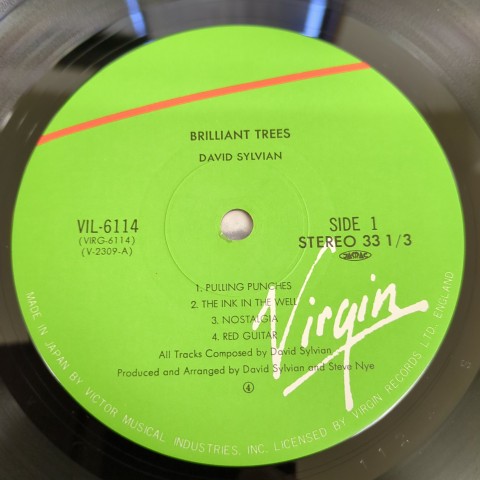 BRILLIANT TREES
DAVID SYLVIAN
VIL-6114
(VIRG-6114)
(V-2309-A)
SIDE 1
STEREO 33 1/3
1. PULLING PUNCHES
2. THE INK IN THE WELL
3. NOSTALGIA
4. RED GUITAR
All Tracks Composed by David Sylvian
Produced and Arranged by David Sylvian and Steve Nye
④
Virgin
MADE IN JAPAN BY VICTOR MUSICAL INDUSTRIES, INC. LICENSED BY VIRGIN RECORDS LTD. ENGLAND